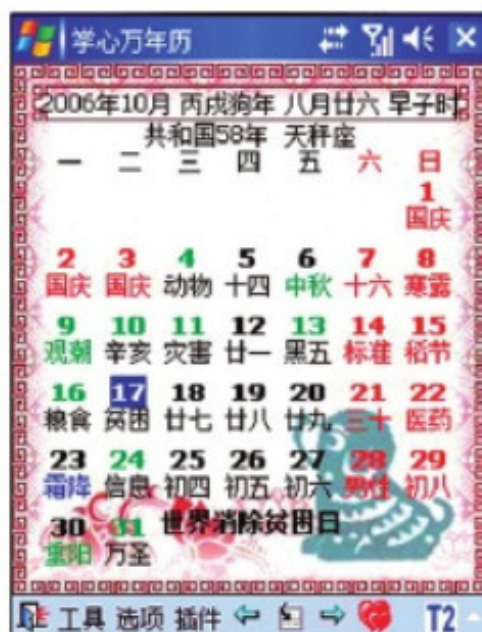 学心万年历
2006年10月 丙戌狗年 八月廿六 早子时
共和国58年 天秤座
一 二 三 四 五 六 日
1
国庆
2 3 4 5 6 7 8
国庆 国庆 动物 十四 中秋 十六 寒露
9 10 11 12 13 14 15
观潮 辛亥 灾害 廿一 黑五 标准 稻节
16 17 18 19 20 21 22
粮食 贫困 廿七 廿八 廿九 三十 医药
23 24 25 26 27 28 29
霜降 信息 初四 初五 初六 男性 初八
30 31 世界消除贫困日
重阳 万圣
工具 选项 插件 T2